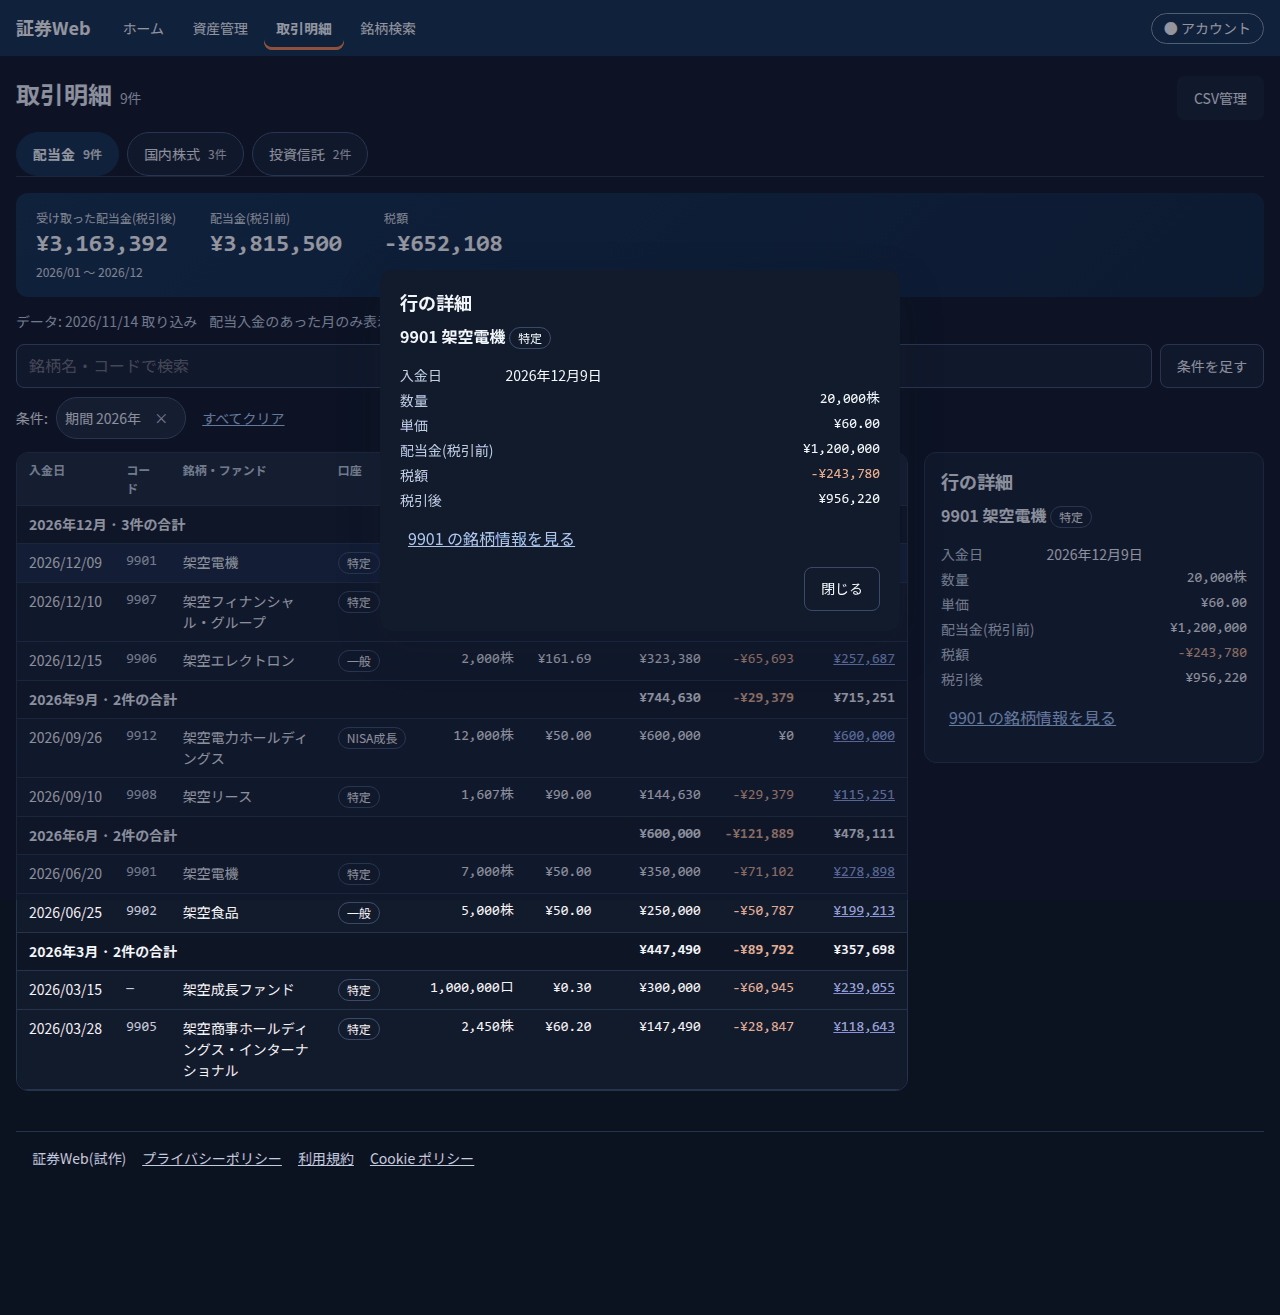 証券Web ホーム 資産管理 取引明細 銘柄検索 アカウント
取引明細 9件 CSV管理
配当金 9件 国内株式 3件 投資信託 2件
受け取った配当金(税引後) 配当金(税引前) 税額
¥3,163,392 ¥3,815,500 -¥652,108
2026/01 〜 2026/12
データ: 2026/11/14 取り込み 配当入金のあった月のみ表
銘柄名・コードで検索 条件を足す
条件: 期間 2026年 × すべてクリア
行の詳細
9901 架空電機 特定
入金日 2026年12月9日
数量 20,000株
単価 ¥60.00
配当金(税引前) ¥1,200,000
税額 -¥243,780
税引後 ¥956,220
9901 の銘柄情報を見る
閉じる
入金日 コード 銘柄・ファンド 口座
2026年12月・3件の合計
2026/12/09 9901 架空電機 特定
2026/12/10 9907 架空フィナンシャ 特定
ル・グループ
2026/12/15 9906 架空エレクトロン 一般 2,000株 ¥161.69 ¥323,380 -¥65,693 ¥257,687
2026年9月・2件の合計 ¥744,630 -¥29,379 ¥715,251
2026/09/26 9912 架空電力ホールディ NISA成長 12,000株 ¥50.00 ¥600,000 ¥0 ¥600,000
ングス
2026/09/10 9908 架空リース 特定 1,607株 ¥90.00 ¥144,630 -¥29,379 ¥115,251
2026年6月・2件の合計 ¥600,000 -¥121,889 ¥478,111
2026/06/20 9901 架空電機 特定 7,000株 ¥50.00 ¥350,000 -¥71,102 ¥278,898
2026/06/25 9902 架空食品 一般 5,000株 ¥50.00 ¥250,000 -¥50,787 ¥199,213
2026年3月・2件の合計 ¥447,490 -¥89,792 ¥357,698
2026/03/15 — 架空成長ファンド 特定 1,000,000口 ¥0.30 ¥300,000 -¥60,945 ¥239,055
2026/03/28 9905 架空商事ホールディ 特定 2,450株 ¥60.20 ¥147,490 -¥28,847 ¥118,643
ングス・インターナ
ショナル
行の詳細
9901 架空電機 特定
入金日 2026年12月9日
数量 20,000株
単価 ¥60.00
配当金(税引前) ¥1,200,000
税額 -¥243,780
税引後 ¥956,220
9901 の銘柄情報を見る
証券Web(試作) プライバシーポリシー 利用規約 Cookie ポリシー